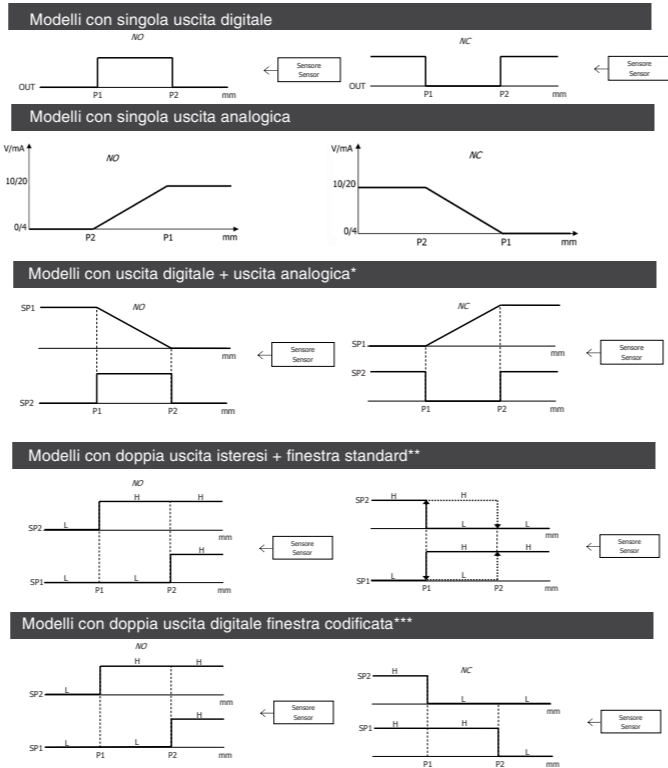 Modelli con singola uscita digitale
NO
NC
OUT
P1
P2
mm
Sensore
Sensor
OUT
P1
P2
mm
Sensore
Sensor
Modelli con singola uscita analogica
V/mA
NO
10/20
0/4
P2
P1
mm
V/mA
NC
10/20
0/4
P2
P1
mm
Modelli con uscita digitale + uscita analogica*
SP1
NO
mm
SP2
P1
P2
mm
Sensore
Sensor
NC
SP1
mm
SP2
P1
P2
mm
Sensore
Sensor
Modelli con doppia uscita isteresi + finestra standard**
NO
SP2
L
H
H
mm
SP1
L
L
H
P1
P2
mm
Sensore
Sensor
SP2
H
H
L
L
mm
SP1
L
H
H
L
P1
P2
mm
Sensore
Sensor
Modelli con doppia uscita digitale finestra codificata***
NO
SP2
L
H
H
mm
SP1
L
L
H
P1
P2
mm
Sensore
Sensor
NC
SP2
H
L
L
mm
SP1
H
H
L
P1
P2
mm
Sensore
Sensor